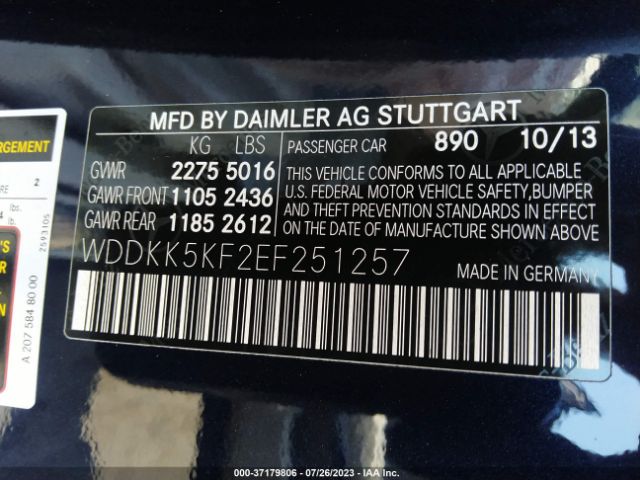 MFD BY DAIMLER AG STUTTGART
KG LBS
GVWR 2275 5016
GAWR FRONT 1105 2436
GAWR REAR 1185 2612
PASSENGER CAR 890 10/13
THIS VEHICLE CONFORMS TO ALL APPLICABLE
U.S. FEDERAL MOTOR VEHICLE SAFETY,BUMPER
AND THEFT PREVENTION STANDARDS IN EFFECT
ON THE DATE OF MANUFACTURE SHOWN ABOVE.
WDDKK5KF2EF251257
MADE IN GERMANY
2
lbs.
2593105
A 207 584 80 00
000-37179806 / 07/26/2023 / IAA Inc.